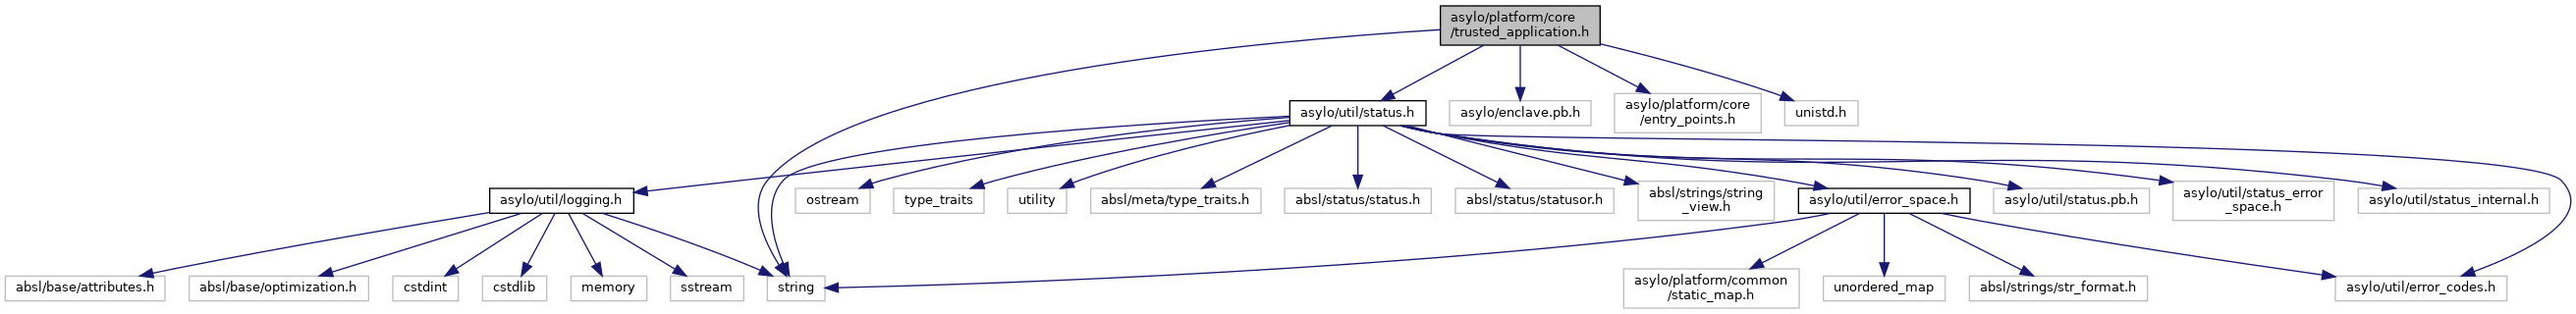 asylo/platform/core
/trusted_application.h
asylo/util/status.h
asylo/enclave.pb.h
asylo/platform/core
/entry_points.h
unistd.h
asylo/util/logging.h
ostream
type_traits
utility
absl/meta/type_traits.h
absl/status/status.h
absl/status/statusor.h
absl/strings/string
_view.h
asylo/util/error_space.h
asylo/util/status.pb.h
asylo/util/status_error
_space.h
asylo/util/status_internal.h
absl/base/attributes.h
absl/base/optimization.h
cstdint
cstdlib
memory
sstream
string
asylo/platform/common
/static_map.h
unordered_map
absl/strings/str_format.h
asylo/util/error_codes.h